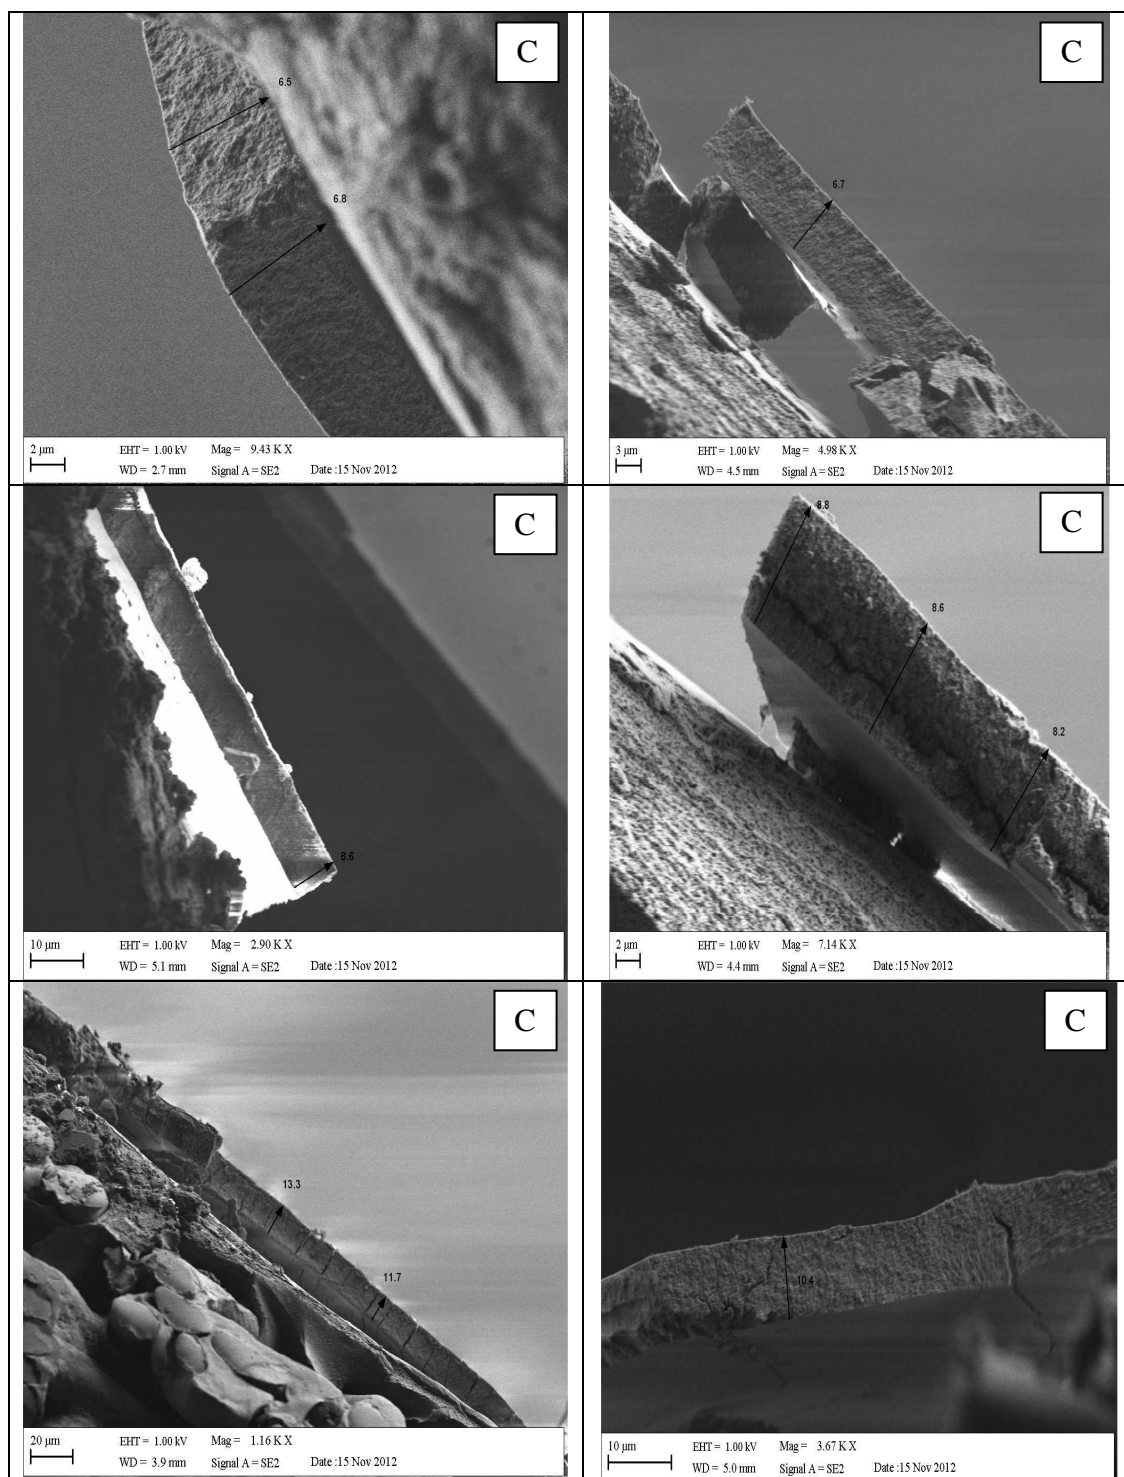 C
6.5
6.8
2 µm EHT = 1.00 kV Mag = 9.43 K X
WD = 2.7 mm Signal A = SE2 Date :15 Nov 2012
C
6.7
3 µm EHT = 1.00 kV Mag = 4.98 K X
WD = 4.5 mm Signal A = SE2 Date :15 Nov 2012
C
8.6
10 µm EHT = 1.00 kV Mag = 2.90 K X
WD = 5.1 mm Signal A = SE2 Date :15 Nov 2012
C
8.8
8.6
8.2
2 µm EHT = 1.00 kV Mag = 7.14 K X
WD = 4.4 mm Signal A = SE2 Date :15 Nov 2012
C
13.3
11.7
20 µm EHT = 1.00 kV Mag = 1.16 K X
WD = 3.9 mm Signal A = SE2 Date :15 Nov 2012
C
10.4
10 µm EHT = 1.00 kV Mag = 3.67 K X
WD = 5.0 mm Signal A = SE2 Date :15 Nov 2012